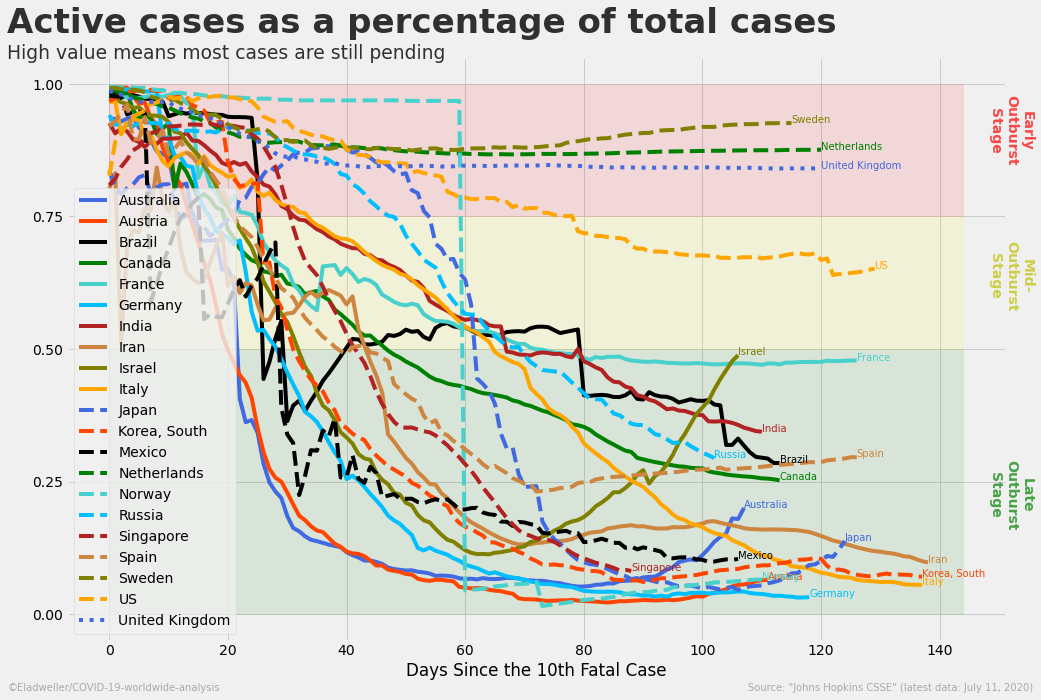 Active cases as a percentage of total cases
High value means most cases are still pending
1.00
0.75
0.50
0.25
0.00
Australia
Austria
Brazil
Canada
France
Germany
India
Iran
Israel
Italy
Japan
Korea, South
Mexico
Netherlands
Norway
Russia
Singapore
Spain
Sweden
US
United Kingdom
Sweden
Netherlands
United Kingdom
US
Israel
France
India
Russia
Brazil
Spain
Canada
Australia
Japan
Mexico
Iran
Singapore
Austria
Korea, South
Italy
Germany
Early
Outburst
Stage
Mid-
Outburst
Stage
Late
Outburst
Stage
0 20 40 60 80 100 120 140
Days Since the 10th Fatal Case
©Eladweller/COVID-19-worldwide-analysis
Source: "Johns Hopkins CSSE" (latest data: July 11, 2020)